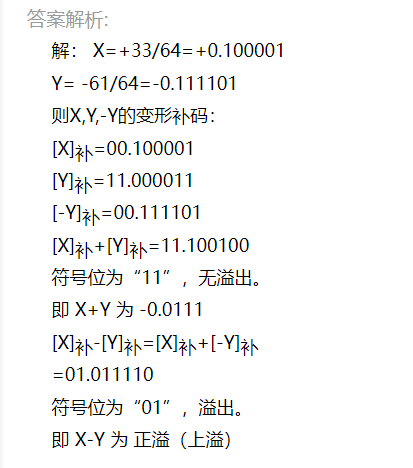 答案解析:
解： X=+33/64=+0.100001
Y= -61/64=-0.111101
则X,Y,-Y的变形补码：
[X]补=00.100001
[Y]补=11.000011
[-Y]补=00.111101
[X]补+[Y]补=11.100100
符号位为“11”，无溢出。
即 X+Y 为 -0.0111
[X]补-[Y]补=[X]补+[-Y]补
=01.011110
符号位为“01”，溢出。
即 X-Y 为 正溢（上溢）